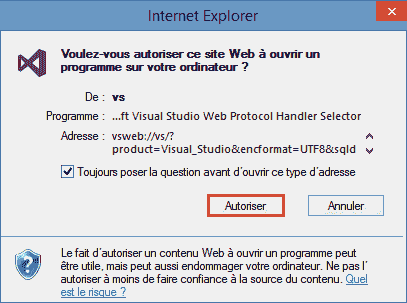 Internet Explorer
Voulez-vous autoriser ce site Web à ouvrir un
programme sur votre ordinateur ?
De : vs
Programme : ...ft Visual Studio Web Protocol Handler Selector
Adresse : vsweb://vs/?
product=Visual_Studio&encformat=UTF8&sqld
Toujours poser la question avant d'ouvrir ce type d'adresse
Autoriser Annuler
Le fait d'autoriser un contenu Web à ouvrir un programme peut
être utile, mais peut aussi endommager votre ordinateur. Ne pas l'
autoriser à moins de faire confiance à la source du contenu. Quel
est le risque ?